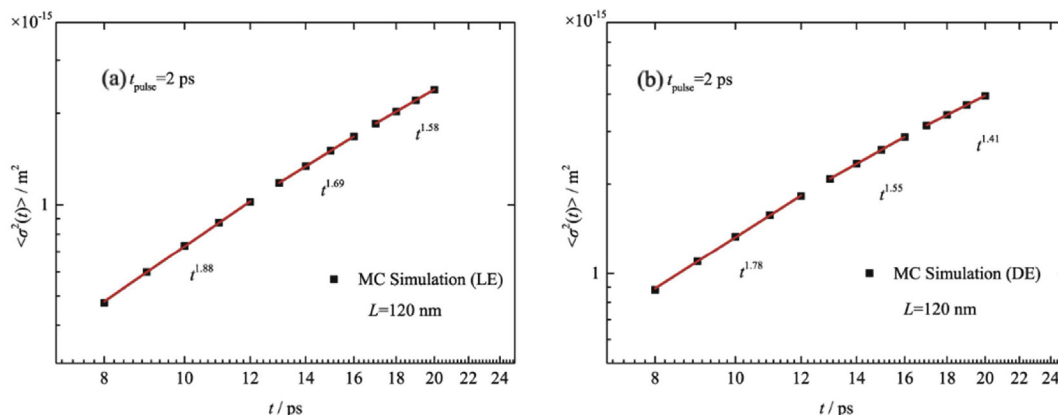 ×10⁻¹⁵
(a) t_pulse=2 ps
t^1.58
t^1.69
t^1.88
1
<σ²(t)> / m²
MC Simulation (LE)
L=120 nm
8 10 12 14 16 18 20 22 24
t / ps
×10⁻¹⁵
(b) t_pulse=2 ps
t^1.41
t^1.55
t^1.78
1
<σ²(t)> / m²
MC Simulation (DE)
L=120 nm
8 10 12 14 16 18 20 22 24
t / ps